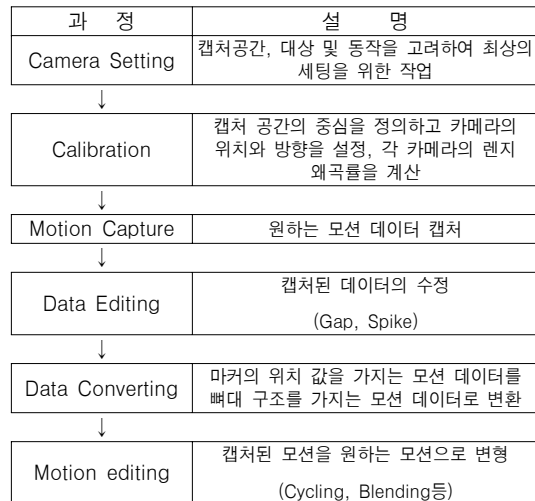 과 정
설 명
Camera Setting
캡처공간, 대상 및 동작을 고려하여 최상의
세팅을 위한 작업
↓
Calibration
캡처 공간의 중심을 정의하고 카메라의
위치와 방향을 설정, 각 카메라의 렌지
왜곡률을 계산
↓
Motion Capture
원하는 모션 데이터 캡처
↓
Data Editing
캡처된 데이터의 수정
(Gap, Spike)
↓
Data Converting
마커의 위치 값을 가지는 모션 데이터를
뼈대 구조를 가지는 모션 데이터로 변환
↓
Motion editing
캡처된 모션을 원하는 모션으로 변형
(Cycling, Blending등)